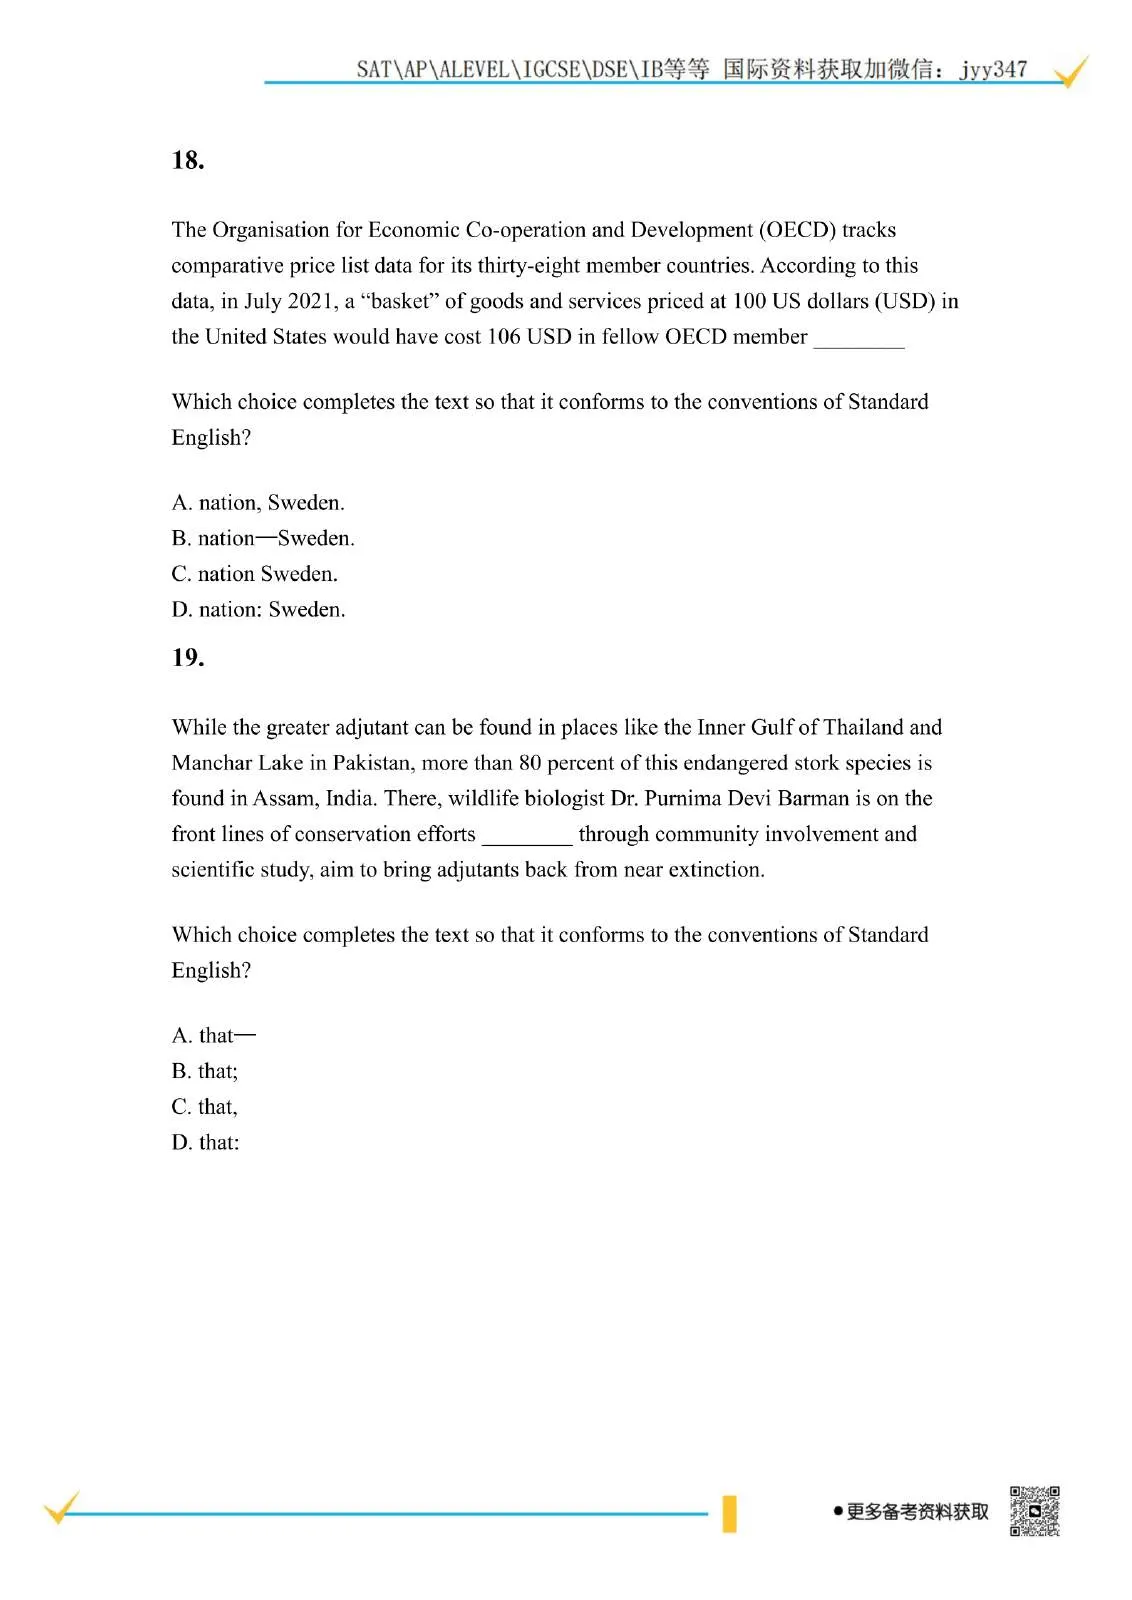 SAT\AP\ALEVEL\IGCSE\DSE\IB等等 国际资料获取加微信：jyy347
18.
The Organisation for Economic Co-operation and Development (OECD) tracks
comparative price list data for its thirty-eight member countries. According to this
data, in July 2021, a “basket” of goods and services priced at 100 US dollars (USD) in
the United States would have cost 106 USD in fellow OECD member ________
Which choice completes the text so that it conforms to the conventions of Standard
English?
A. nation, Sweden.
B. nation—Sweden.
C. nation Sweden.
D. nation: Sweden.
19.
While the greater adjutant can be found in places like the Inner Gulf of Thailand and
Manchar Lake in Pakistan, more than 80 percent of this endangered stork species is
found in Assam, India. There, wildlife biologist Dr. Purnima Devi Barman is on the
front lines of conservation efforts ________ through community involvement and
scientific study, aim to bring adjutants back from near extinction.
Which choice completes the text so that it conforms to the conventions of Standard
English?
A. that—
B. that;
C. that,
D. that:
●更多备考资料获取